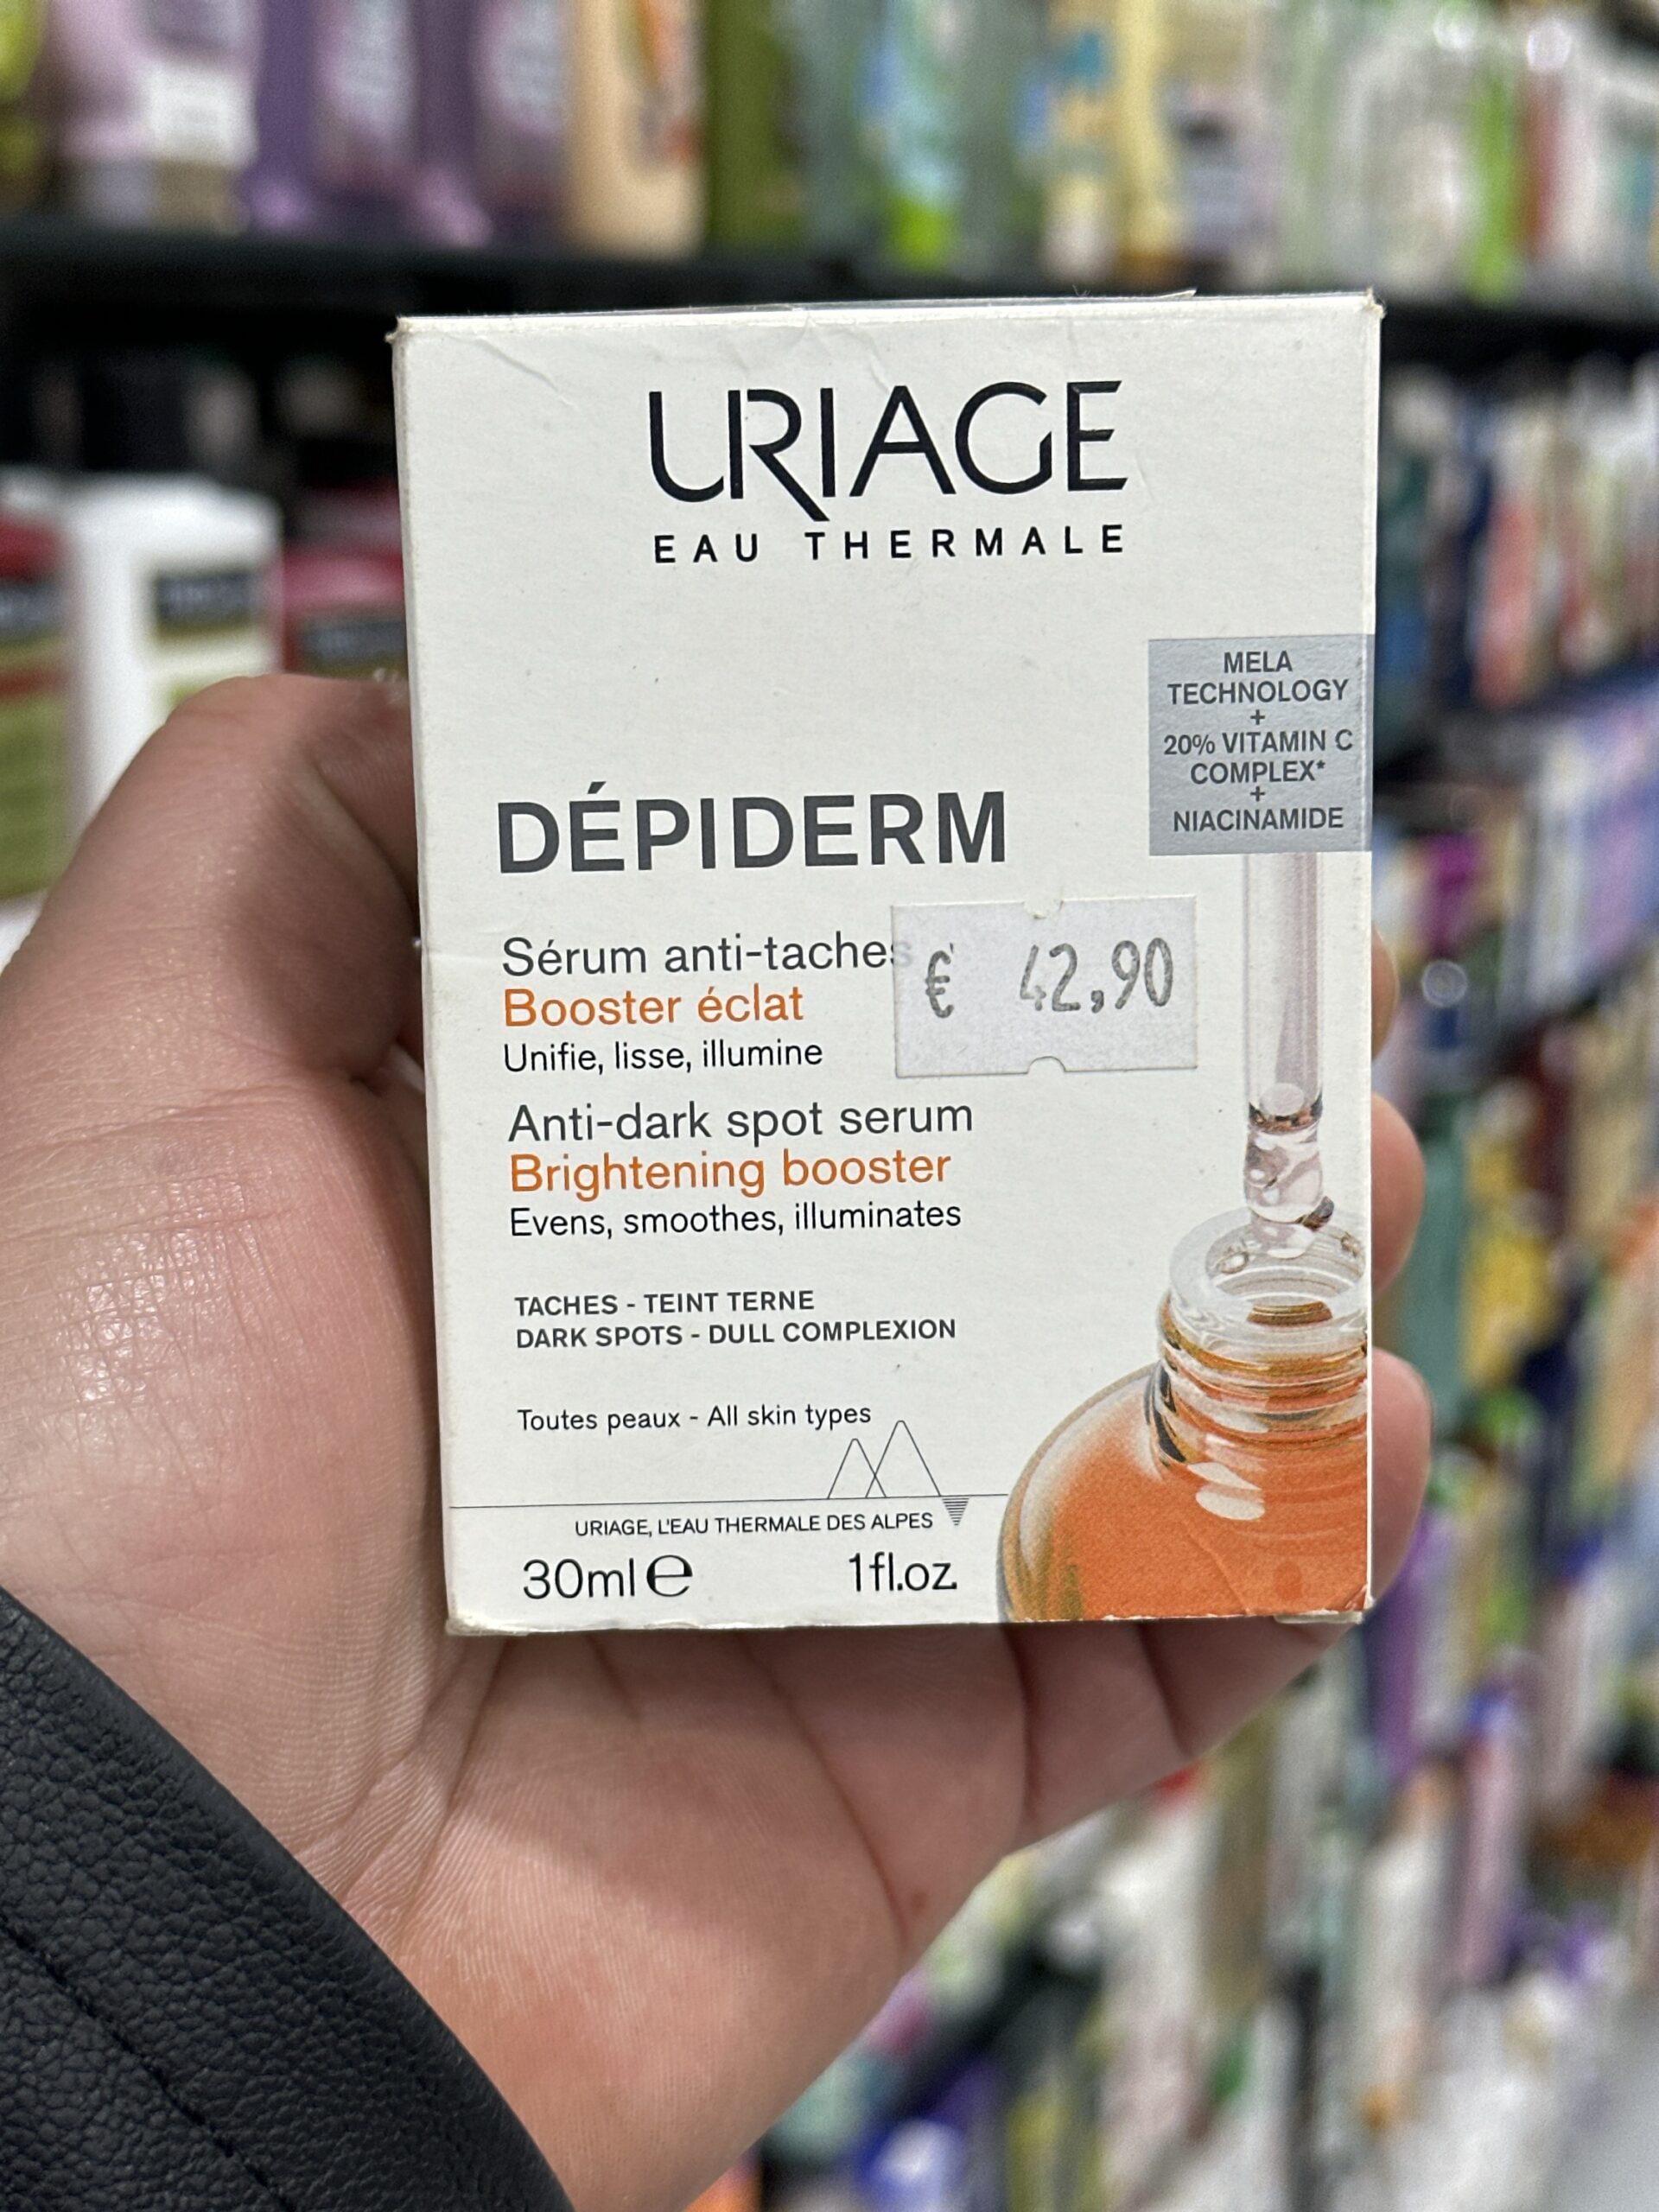 URIAGE
EAU THERMALE
MELA
TECHNOLOGY
+
20% VITAMIN C
COMPLEX*
+
NIACINAMIDE
DÉPIDERM
Sérum anti-taches
€ 42,90
Booster éclat
Unifie, lisse, illumine
Anti-dark spot serum
Brightening booster
Evens, smoothes, illuminates
TACHES - TEINT TERNE
DARK SPOTS - DULL COMPLEXION
Toutes peaux - All skin types
URIAGE, L'EAU THERMALE DES ALPES
30ml e 1fl.oz